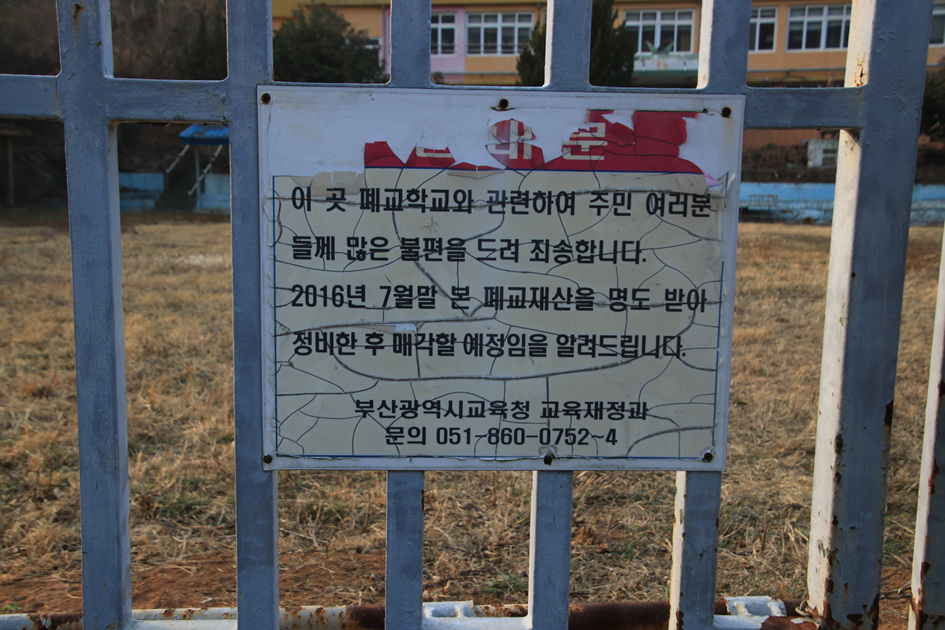 문
이 곳 폐교학교와 관련하여 주민 여러분
들께 많은 불편을 드려 죄송합니다.
2016년 7월말 본 폐교재산을 명도 받아
정비한 후 매각할 예정임을 알려드립니다.
부산광역시교육청 교육재정과
문의 051-860-0752~4